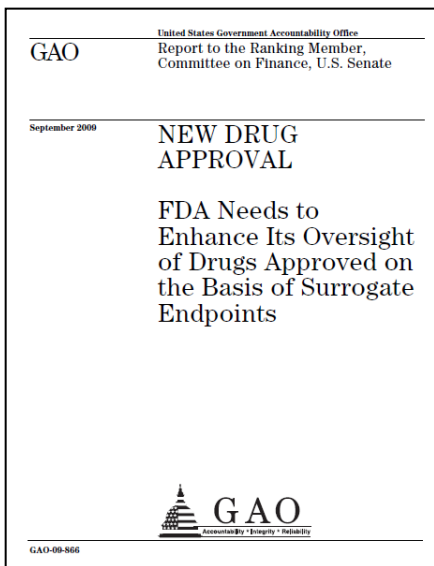 United States Government Accountability Office
GAO
Report to the Ranking Member,
Committee on Finance, U.S. Senate
September 2009
NEW DRUG
APPROVAL
FDA Needs to
Enhance Its Oversight
of Drugs Approved on
the Basis of Surrogate
Endpoints
GAO
Accountability * Integrity * Reliability
GAO-09-866